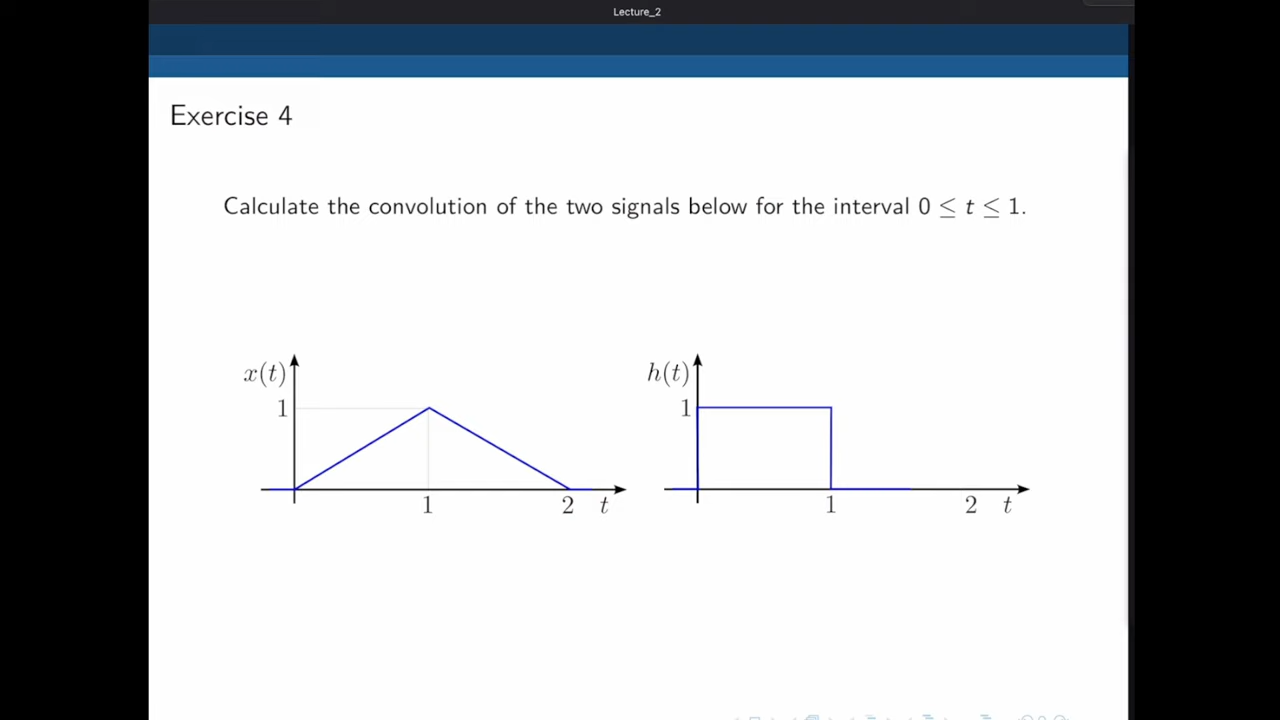 Lecture_2
Exercise 4
Calculate the convolution of the two signals below for the interval 0 ≤ t ≤ 1.
x(t)
1
1
2
t
h(t)
1
1
2
t